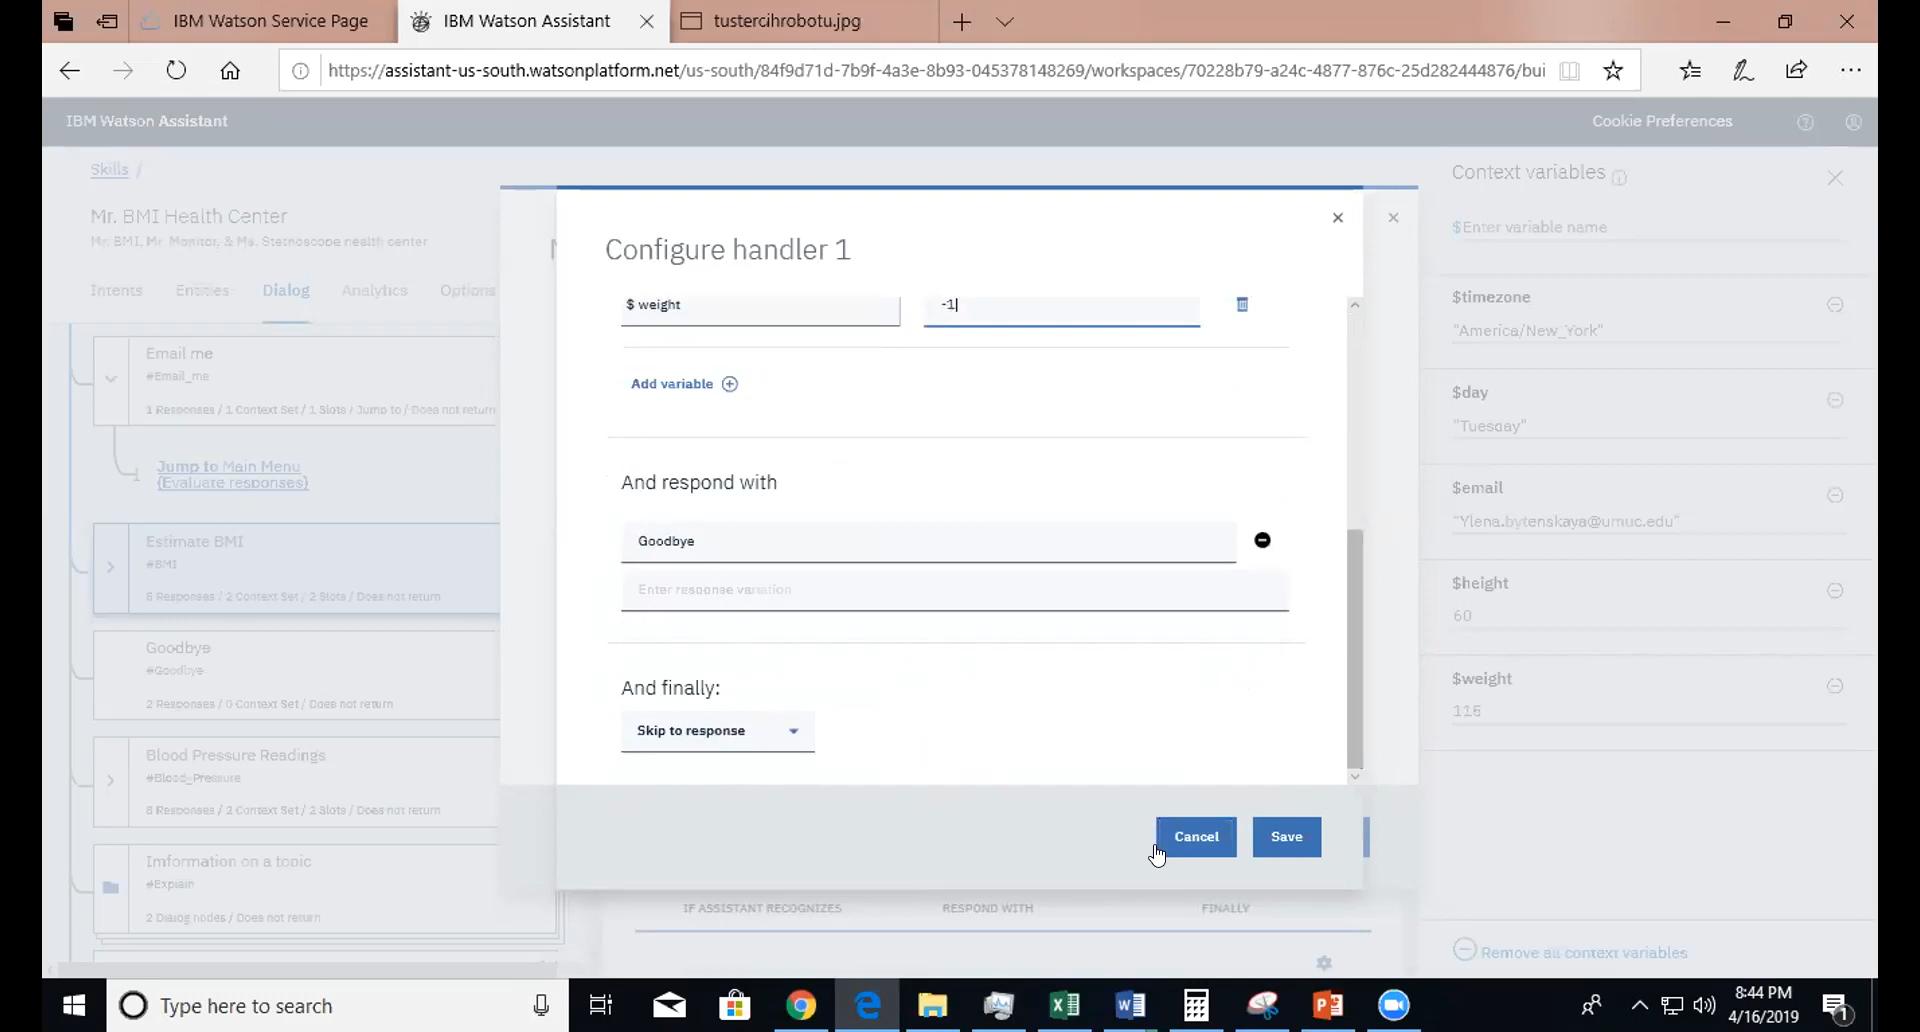 IBM Watson Service Page
IBM Watson Assistant
tustercihrobotu.jpg
https://assistant-us-south.watsonplatform.net/us-south/84f9d71d-7b9f-4a3e-8b93-045378148269/workspaces/70228b79-a24c-4877-876c-25d282444876/bui
IBM Watson Assistant
Cookie Preferences
Skills /
Mr. BMI Health Center
Mr. BMI, Mr. Monitor, & Ms. Sternoscope health center
Intents
Entities
Dialog
Analytics
Options
Email me
#Email_me
1 Responses / 1 Context Set / 1 Slots / Jump to / Does not return
Jump to Main Menu
(Evaluate responses)
Estimate BMI
#BMI
8 Responses / 2 Context Set / 2 Slots / Does not return
Goodbye
#Goodbye
2 Responses / 0 Context Set / Does not return
Blood Pressure Readings
#Blood_Pressure
8 Responses / 2 Context Set / 2 Slots / Does not return
Imformation on a topic
#Explain
2 Dialog nodes / Does not return
Configure handler 1
$ weight
-1
Add variable
And respond with
Goodbye
Enter response variation
And finally:
Skip to response
Cancel
Save
IF ASSISTANT RECOGNIZES
RESPOND WITH
FINALLY
Context variables
$Enter variable name
$timezone
"America/New_York"
$day
"Tuesday"
$email
"Ylena.bytenskaya@umuc.edu"
$height
60
$weight
115
Remove all context variables
Type here to search
8:44 PM
4/16/2019
1